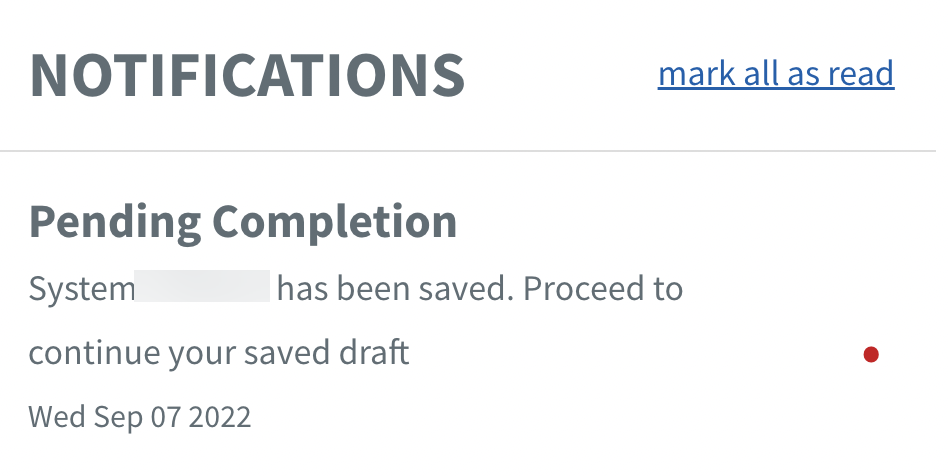 NOTIFICATIONS
mark all as read
Pending Completion
System has been saved. Proceed to
continue your saved draft
Wed Sep 07 2022